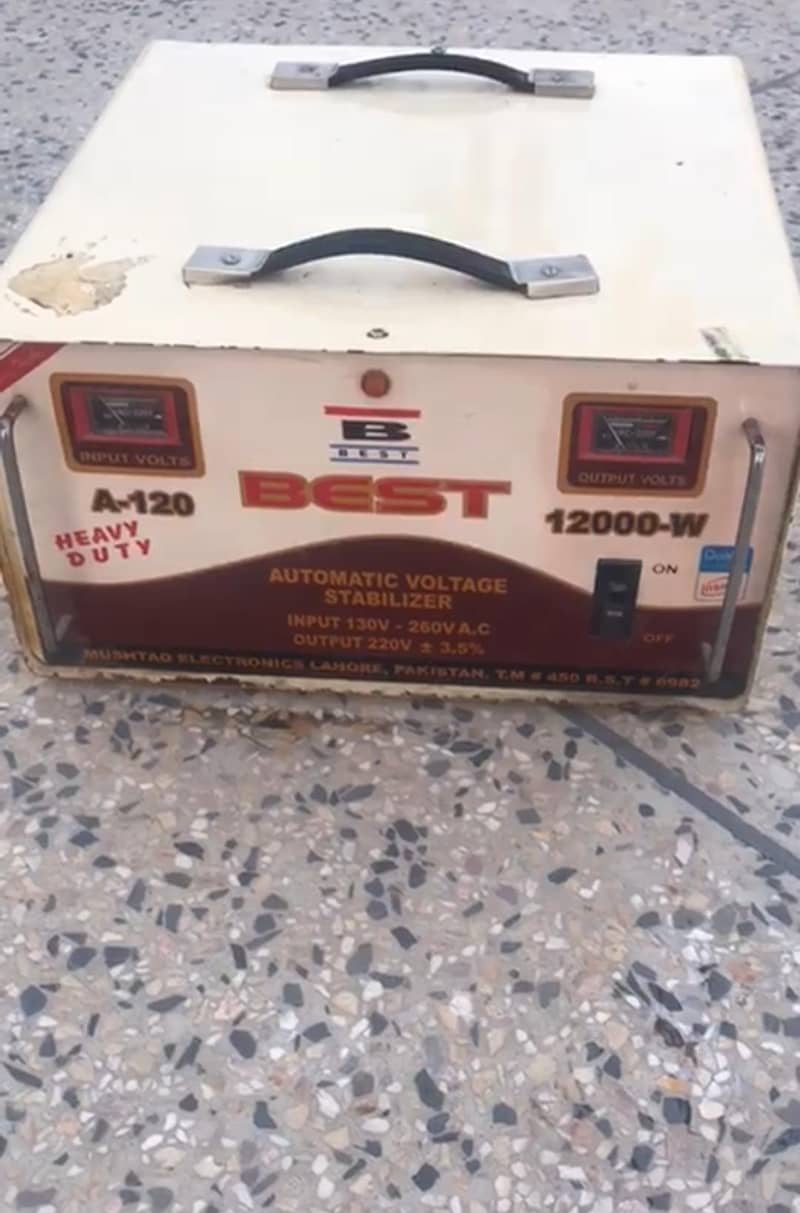 INPUT VOLTS
B
BEST
OUTPUT VOLTS
BEST
A-120
12000-W
HEAVY
DUTY
ON
AUTOMATIC VOLTAGE
STABILIZER
INPUT 130V - 260V A.C
OUTPUT 220V ± 3.5%
OFF
MUSHTAQ ELECTRONICS LAHORE, PAKISTAN. T.M # 450 R.S.T # 6982